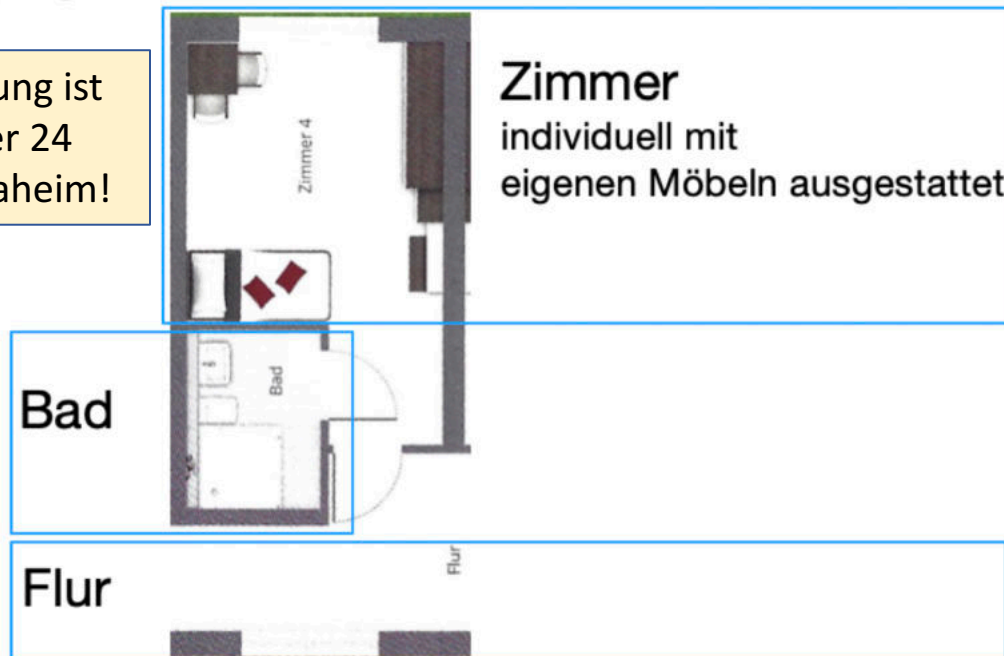 ung ist
er 24
aheim!
Zimmer
individuell mit
eigenen Möbeln ausgestattet
Zimmer 4
Bad
Bad
Flur
Flur